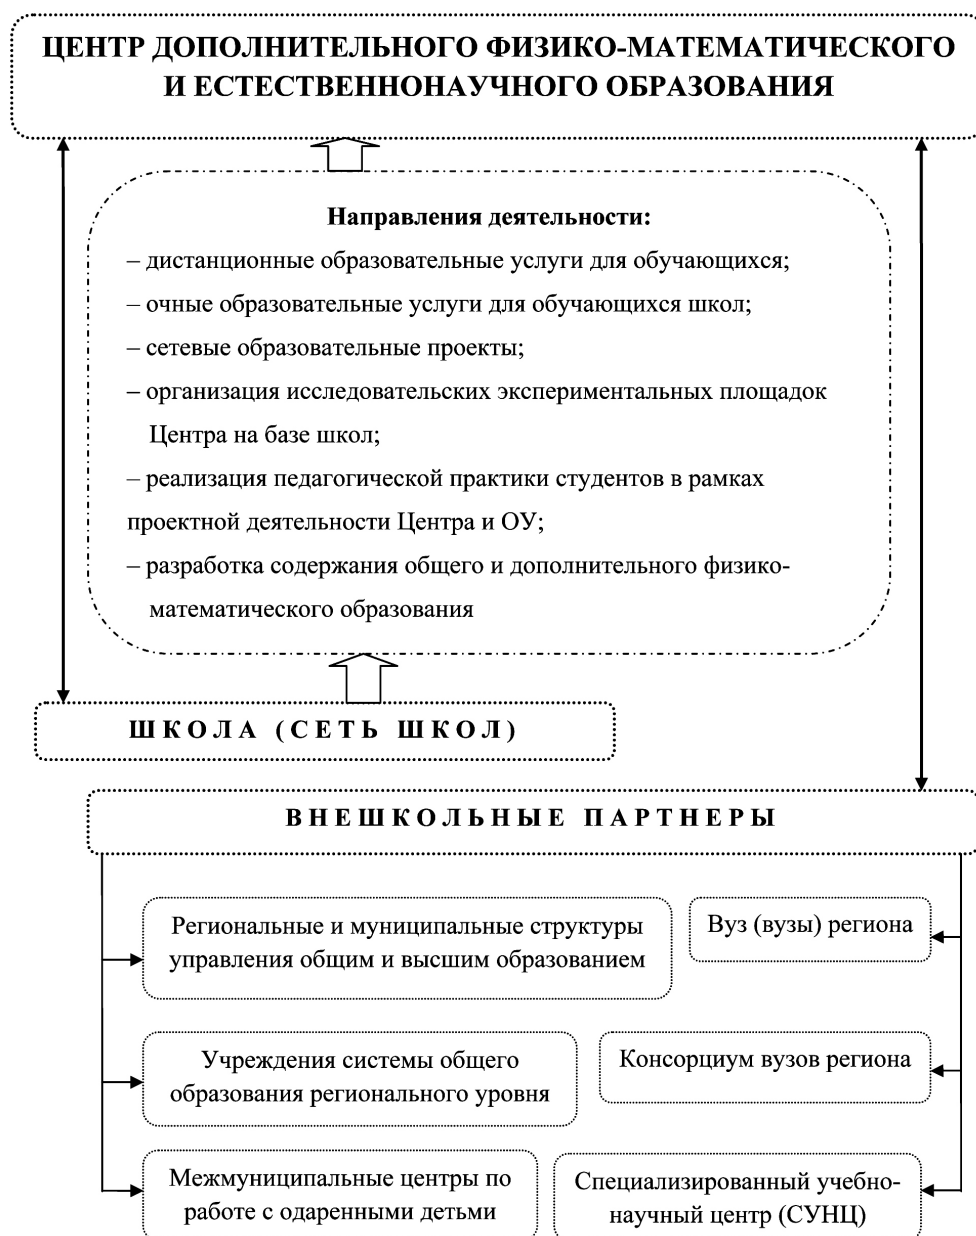 ЦЕНТР ДОПОЛНИТЕЛЬНОГО ФИЗИКО-МАТЕМАТИЧЕСКОГО
И ЕСТЕСТВЕННОНАУЧНОГО ОБРАЗОВАНИЯ
Направления деятельности:
– дистанционные образовательные услуги для обучающихся;
– очные образовательные услуги для обучающихся школ;
– сетевые образовательные проекты;
– организация исследовательских экспериментальных площадок
Центра на базе школ;
– реализация педагогической практики студентов в рамках
проектной деятельности Центра и ОУ;
– разработка содержания общего и дополнительного физико-
математического образования
ШКОЛА (СЕТЬ ШКОЛ)
ВНЕШКОЛЬНЫЕ ПАРТНЕРЫ
Региональные и муниципальные структуры
управления общим и высшим образованием
Вуз (вузы) региона
Учреждения системы общего
образования регионального уровня
Консорциум вузов региона
Межмуниципальные центры по
работе с одаренными детьми
Специализированный учебно-
научный центр (СУНЦ)